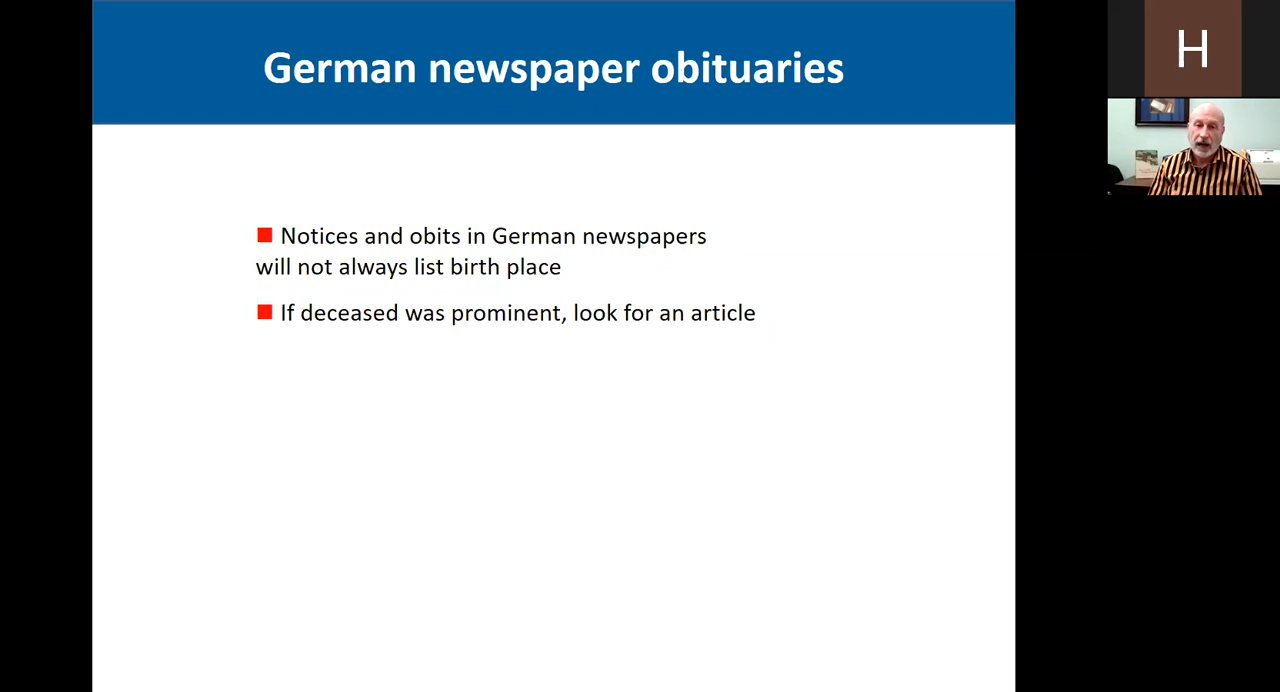 German newspaper obituaries
Notices and obits in German newspapers
will not always list birth place
If deceased was prominent, look for an article
H